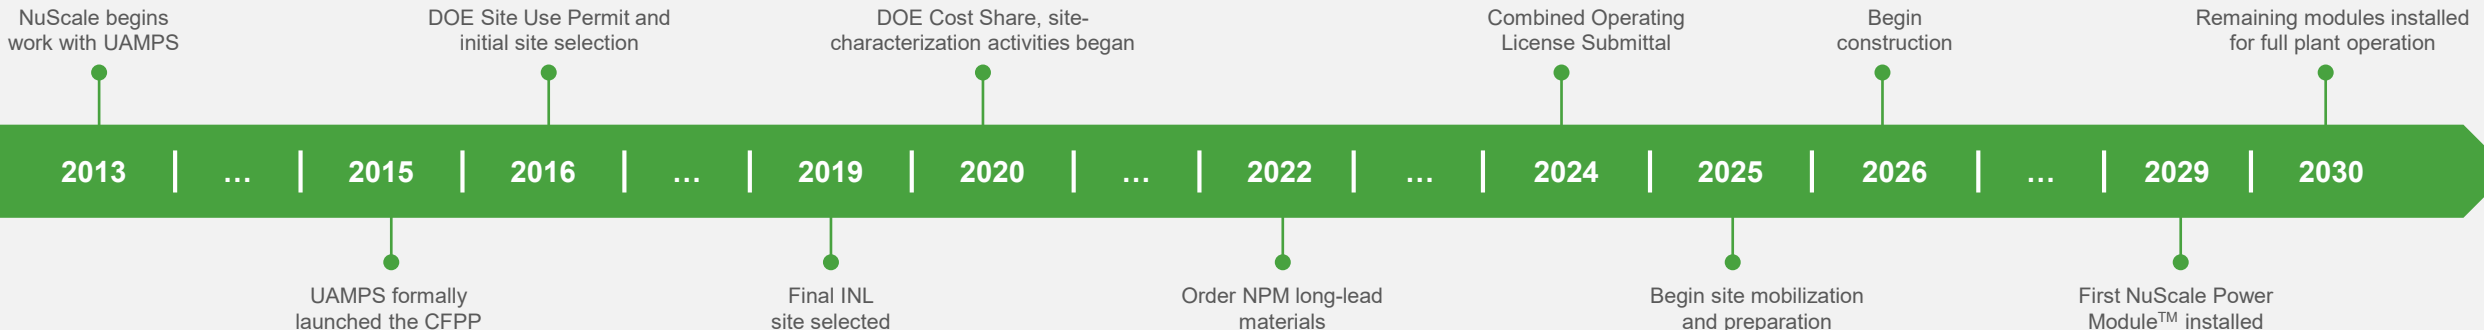 NuScale begins
work with UAMPS
DOE Site Use Permit and
initial site selection
DOE Cost Share, site-
characterization activities began
Combined Operating
License Submittal
Begin
construction
Remaining modules installed
for full plant operation
2013 | ... | 2015 | 2016 | ... | 2019 | 2020 | ... | 2022 | ... | 2024 | 2025 | 2026 | ... | 2029 | 2030
UAMPS formally
launched the CFPP
Final INL
site selected
Order NPM long-lead
materials
Begin site mobilization
and preparation
First NuScale Power
Module™ installed